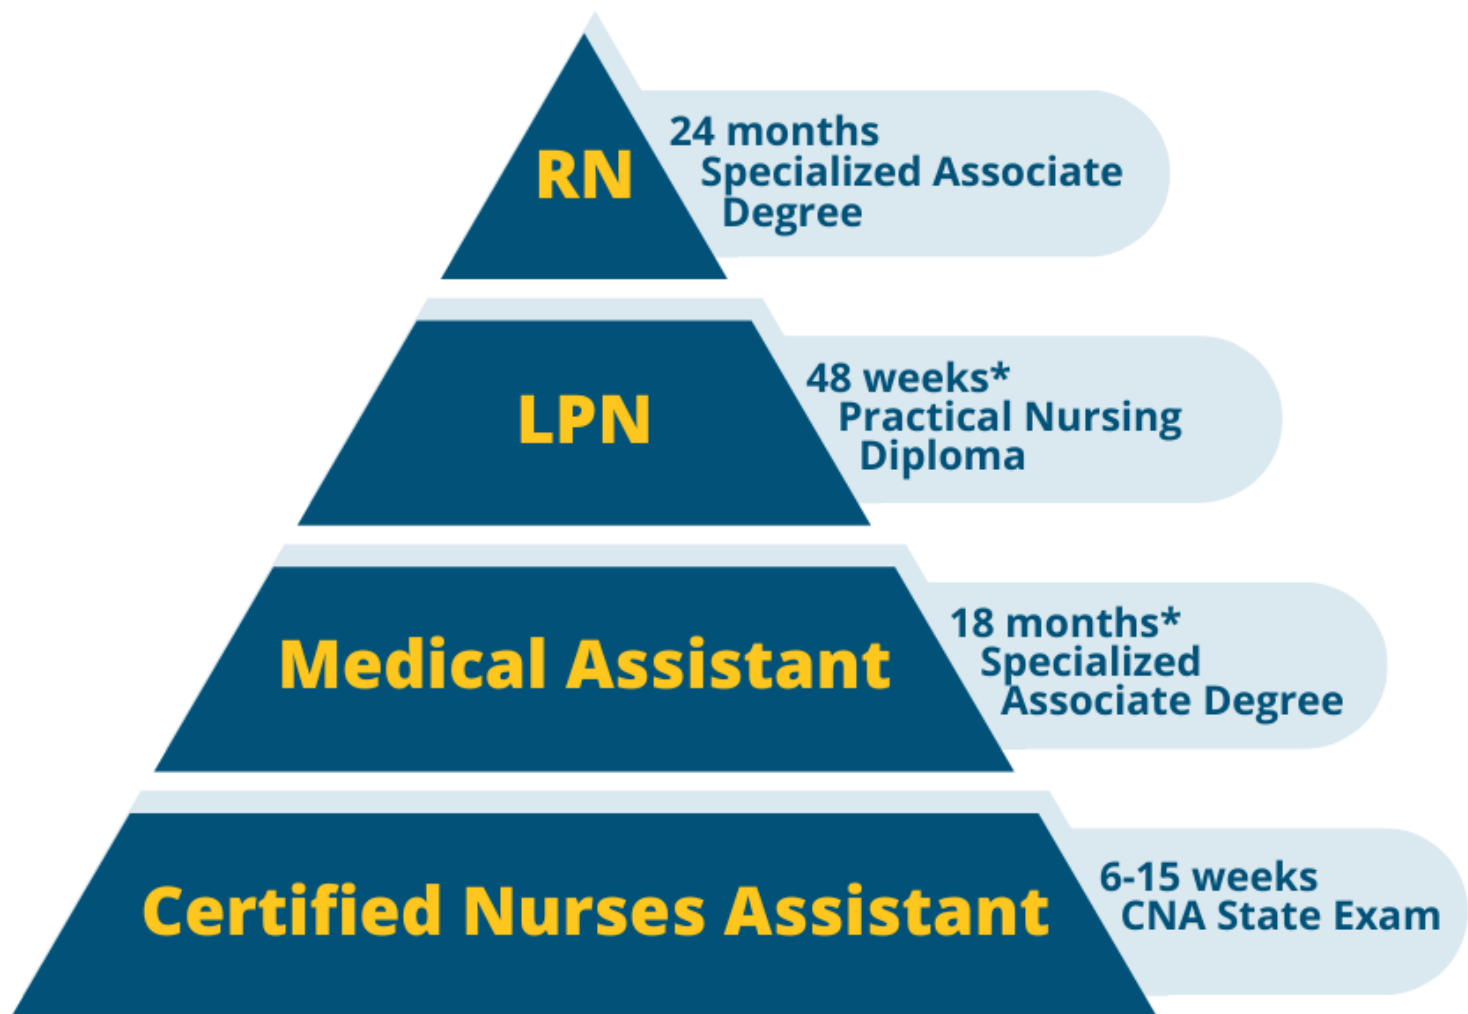 RN
24 months
Specialized Associate
Degree
LPN
48 weeks*
Practical Nursing
Diploma
Medical Assistant
18 months*
Specialized
Associate Degree
Certified Nurses Assistant
6-15 weeks
CNA State Exam